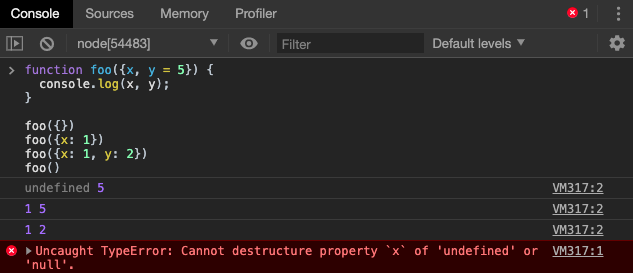 Console Sources Memory Profiler 1
node[54483] Filter Default levels
function foo({x, y = 5}) {
console.log(x, y);
}
foo({})
foo({x: 1})
foo({x: 1, y: 2})
foo()
undefined 5 VM317:2
1 5 VM317:2
1 2 VM317:2
Uncaught TypeError: Cannot destructure property `x` of 'undefined' or VM317:1
'null'.